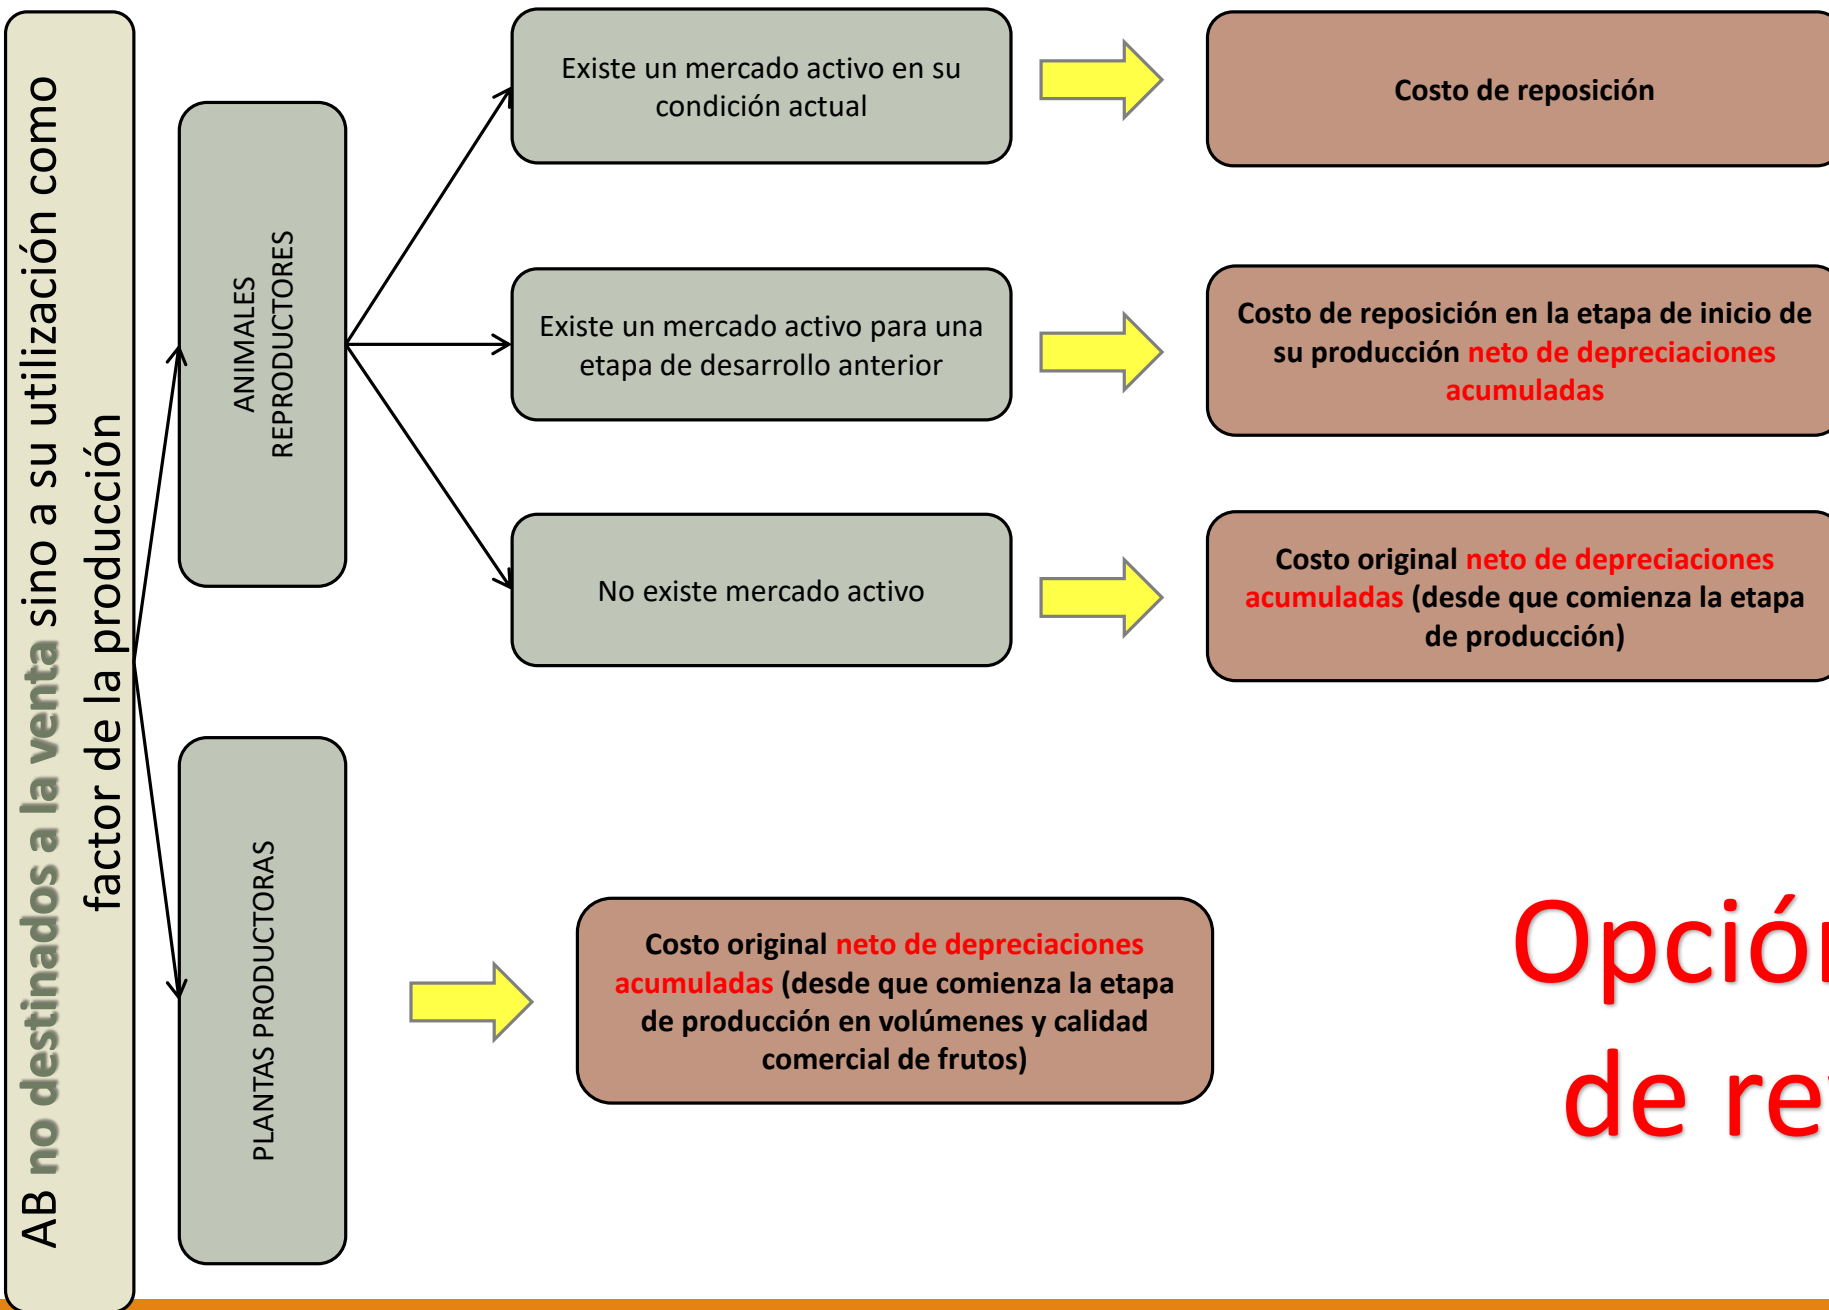 AB no destinados a la venta sino a su utilización como
factor de la producción
ANIMALES
REPRODUCTORES
Existe un mercado activo en su
condición actual
Costo de reposición
Existe un mercado activo para una
etapa de desarrollo anterior
Costo de reposición en la etapa de inicio de
su producción neto de depreciaciones
acumuladas
No existe mercado activo
Costo original neto de depreciaciones
acumuladas (desde que comienza la etapa
de producción)
PLANTAS PRODUCTORAS
Costo original neto de depreciaciones
acumuladas (desde que comienza la etapa
de producción en volúmenes y calidad
comercial de frutos)
Opción
de